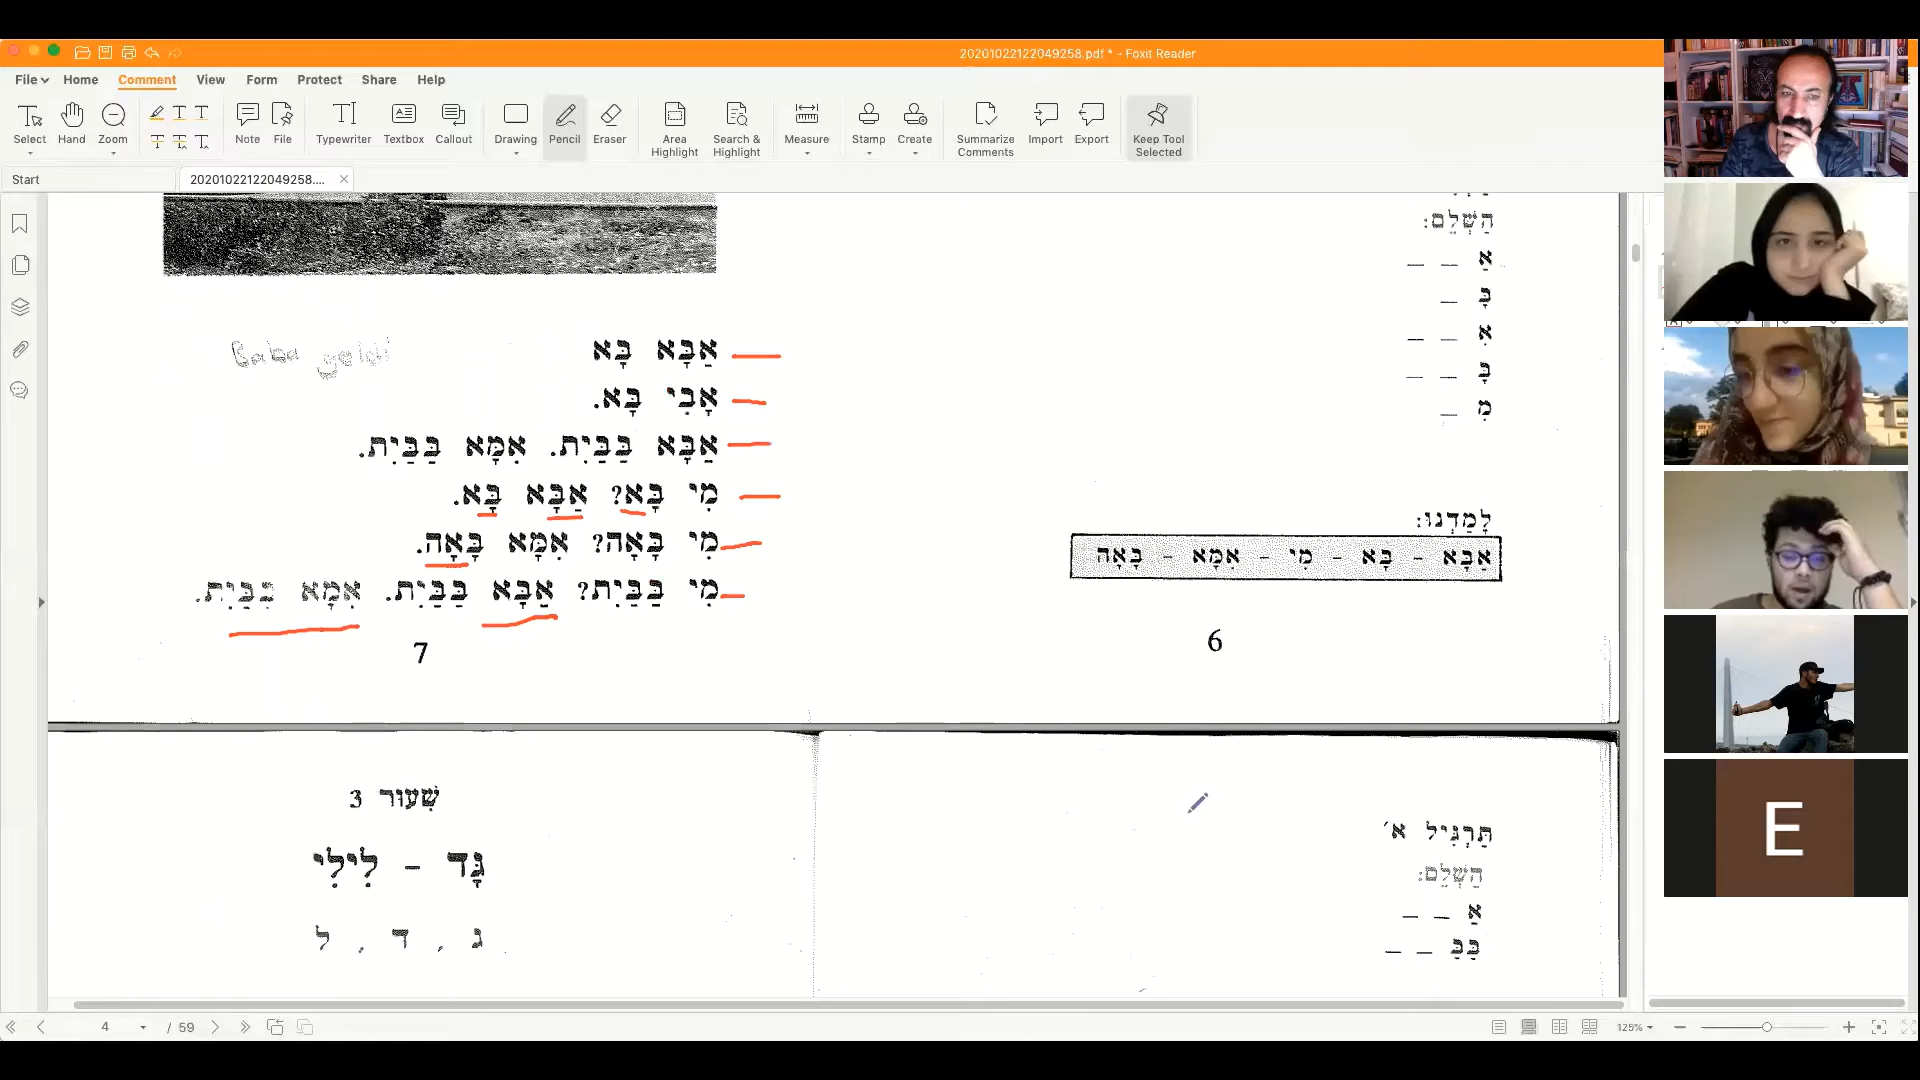 20201022122049258.pdf * - Foxit Reader
File Home Comment View Form Protect Share Help
Select Hand Zoom Note File Typewriter Textbox Callout Drawing Pencil Eraser Area Highlight Search & Highlight Measure Stamp Create Summarize Comments Import Export Keep Tool Selected
Start 20201022122049258....
הַשְׁלֵם:
אַ _ _
בָּ _
אִ _ _
בָּ _ _
מִ _
לָמַדְנוּ:
אַבָּא - בָּא - מִי - אִמָּא - בָּאָה
6
Baba geldi
אַבָּא בָּא
אָבִי בָּא.
אַבָּא בַּבַּיִת. אִמָּא בַּבַּיִת.
מִי בָּא? אַבָּא בָּא.
מִי בָּאָה? אִמָּא בָּאָה.
מִי בַּבַּיִת? אַבָּא בַּבַּיִת. אִמָּא בַּבַּיִת.
7
תַּרְגִּיל א׳
הַשְׁלֵם:
אַ _ _
בַּבַּ _ _
שִׁעוּר 3
גָּד - לִילִי
ג , ד , ל
E
4 / 59
125%